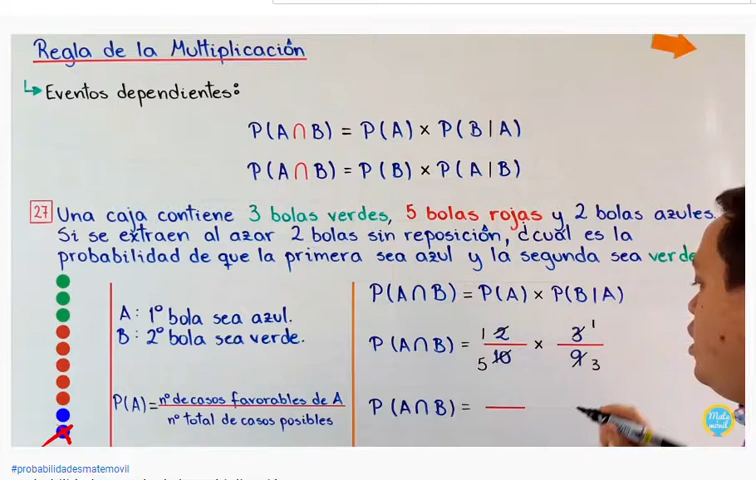 Regla de la Multiplicación
↳ Eventos dependientes:
P(A∩B) = P(A) × P(B|A)
P(A∩B) = P(B) × P(A|B)
27 Una caja contiene 3 bolas verdes, 5 bolas rojas y 2 bolas azules.
Si se extraen al azar 2 bolas sin reposición, ¿cuál es la
probabilidad de que la primera sea azul y la segunda sea verde
A: 1º bola sea azul.
B: 2º bola sea verde.
P(A) = nº de casos favorables de A / nº total de casos posibles
P(A∩B) = P(A) × P(B|A)
P(A∩B) = 1 2 / 5 10 × 3 1 / 9 3
P(A∩B) =
Mate móvil
#probabilidadesmatemovil